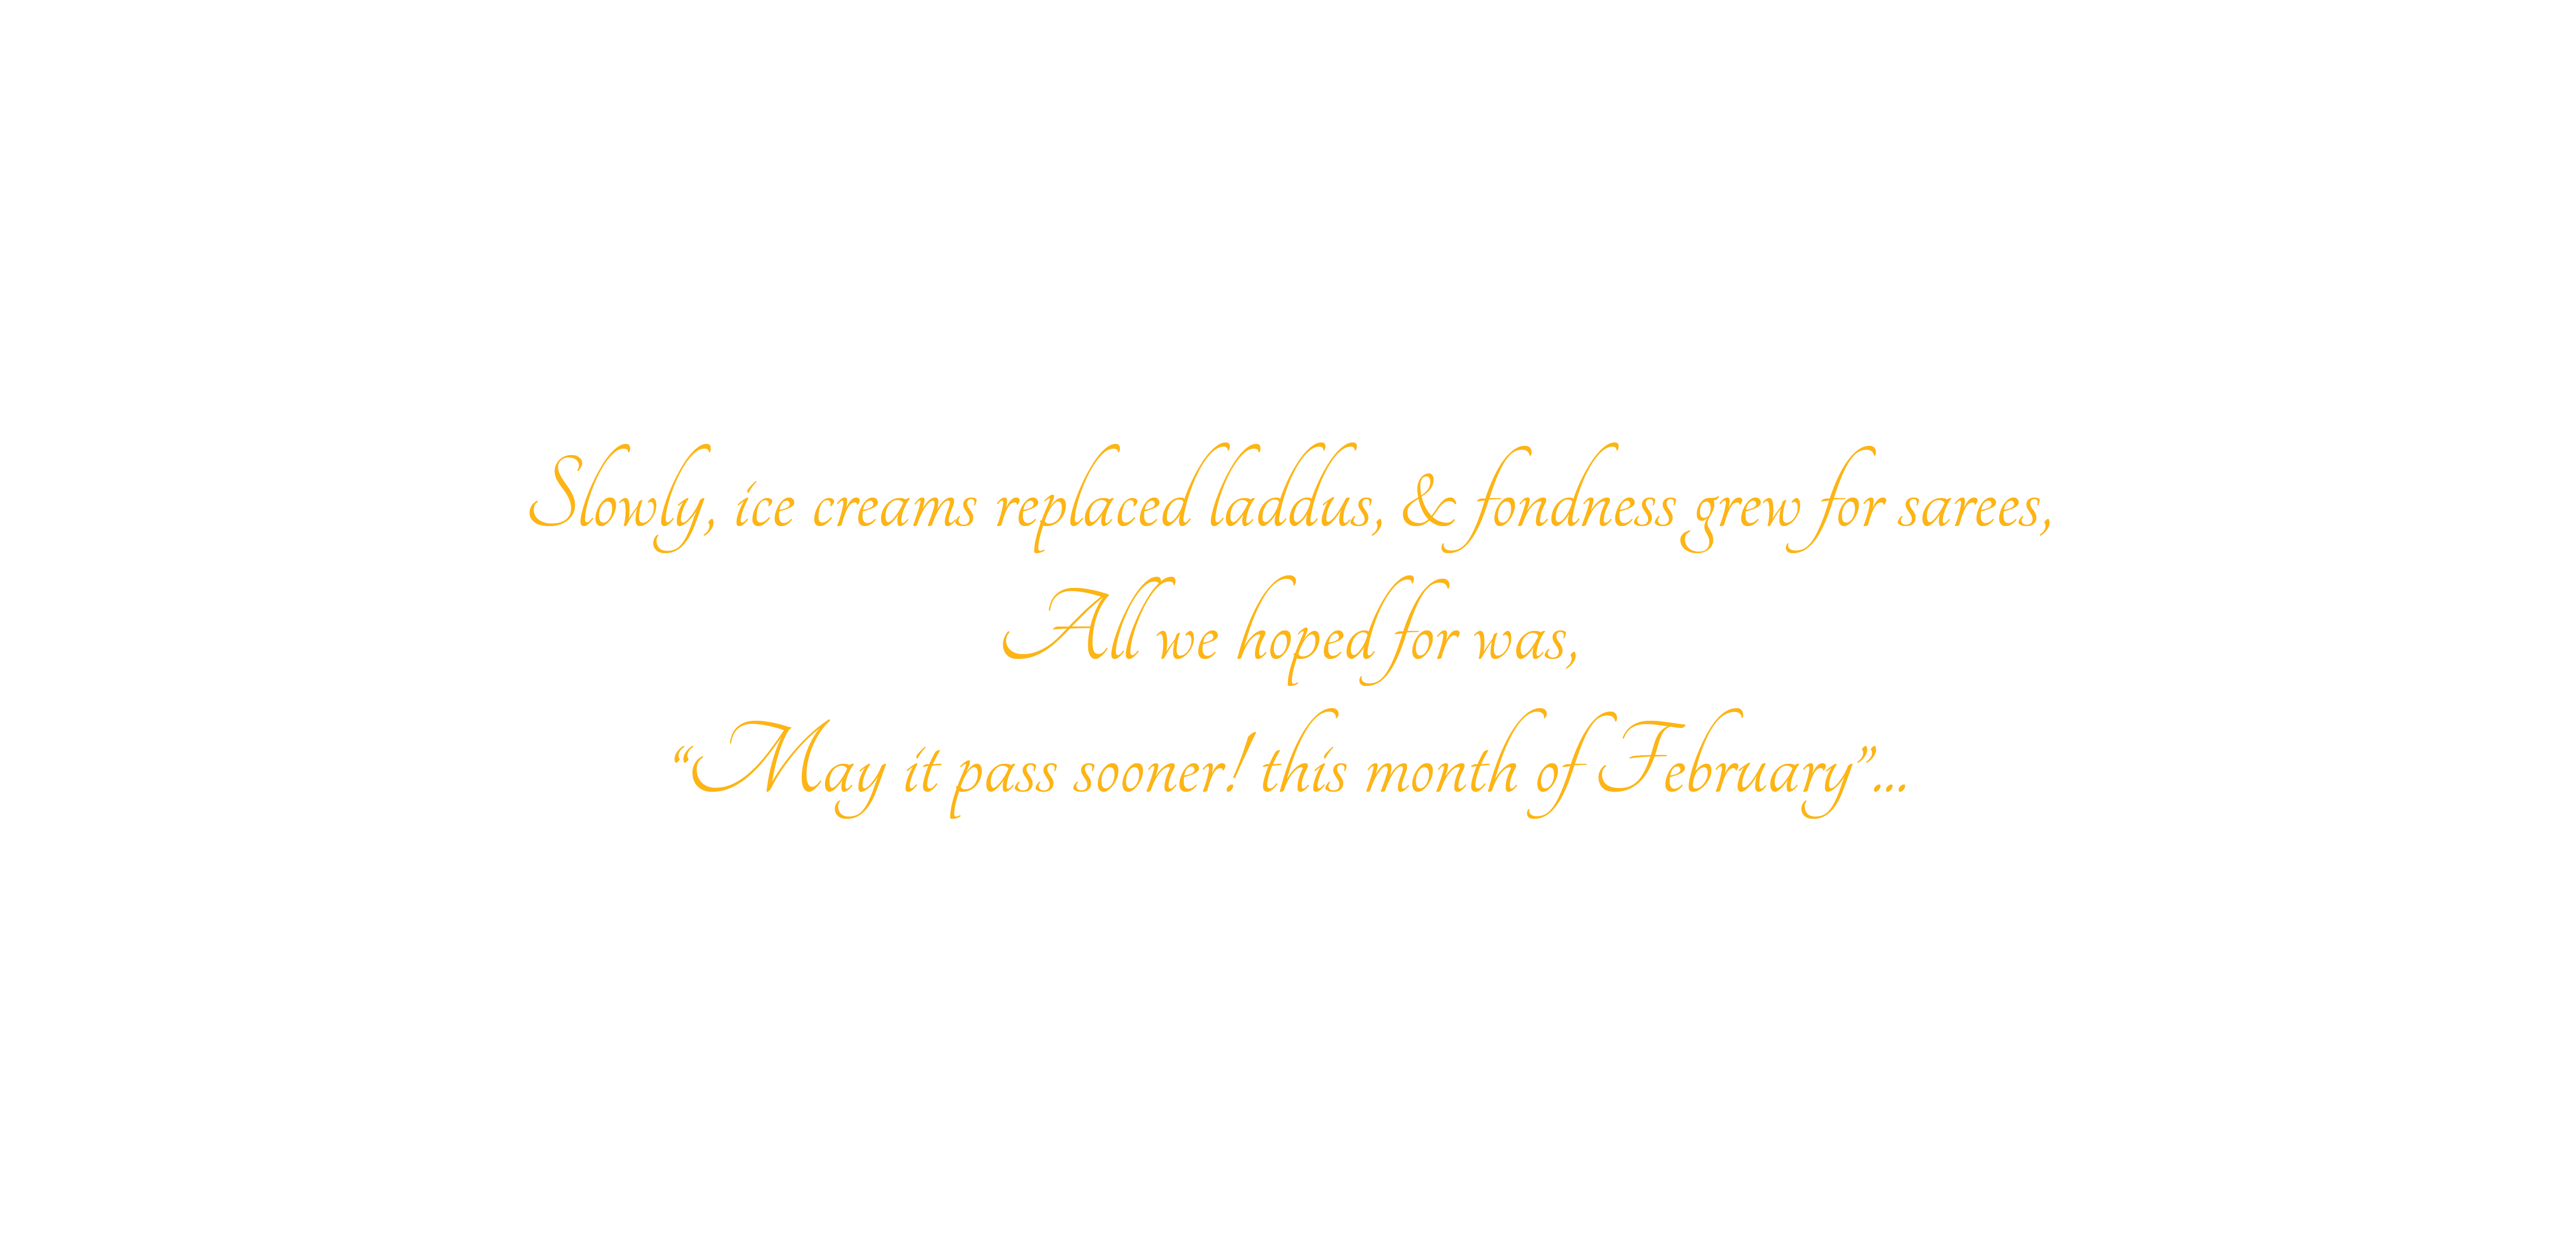 Slowly, ice creams replaced laddus, & fondness grew for sarees,
All we hoped for was,
“May it pass sooner! this month of February”...